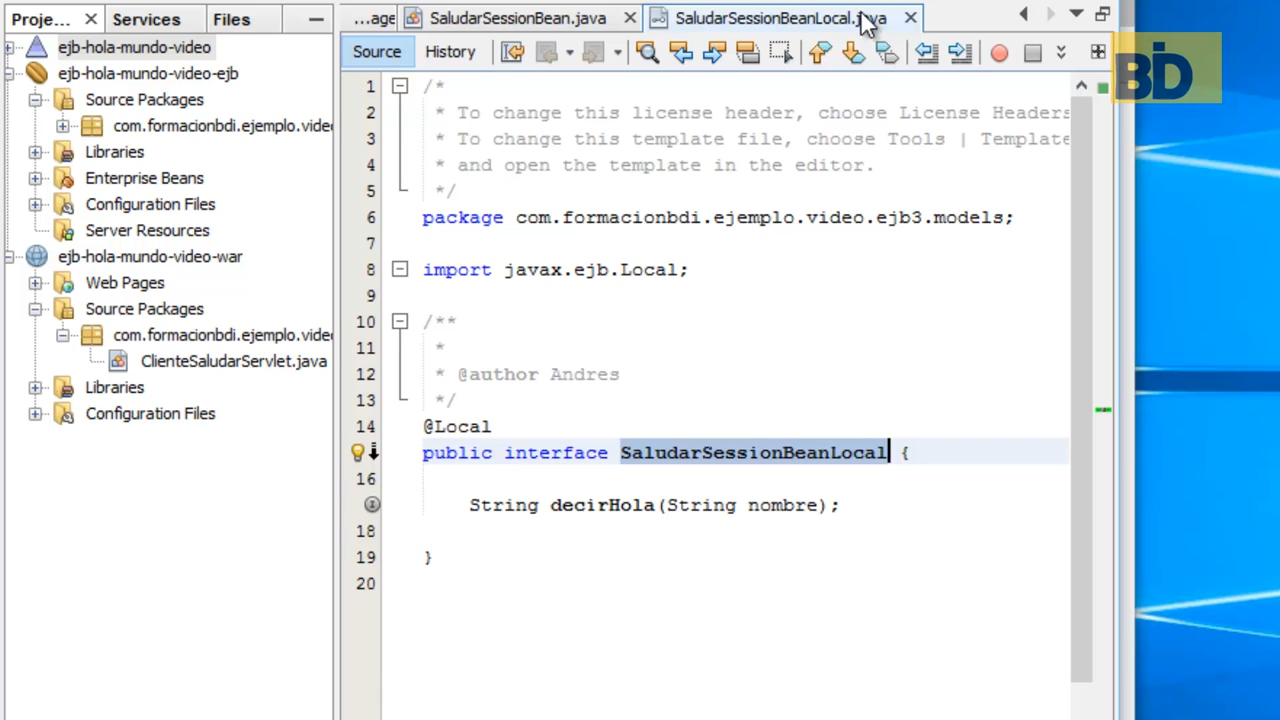 Proje... Services Files
...age SaludarSessionBean.java SaludarSessionBeanLocal.java
Source History
BD
ejb-hola-mundo-video
ejb-hola-mundo-video-ejb
Source Packages
com.formacionbdi.ejemplo.vide
Libraries
Enterprise Beans
Configuration Files
Server Resources
ejb-hola-mundo-video-war
Web Pages
Source Packages
com.formacionbdi.ejemplo.vide
ClienteSaludarServlet.java
Libraries
Configuration Files
1 /*
2 * To change this license header, choose License Headers
3 * To change this template file, choose Tools | Template
4 * and open the template in the editor.
5 */
6 package com.formacionbdi.ejemplo.video.ejb3.models;
7
8 import javax.ejb.Local;
9
10 /**
11 *
12 * @author Andres
13 */
14 @Local
public interface SaludarSessionBeanLocal {
16
String decirHola(String nombre);
18
19 }
20